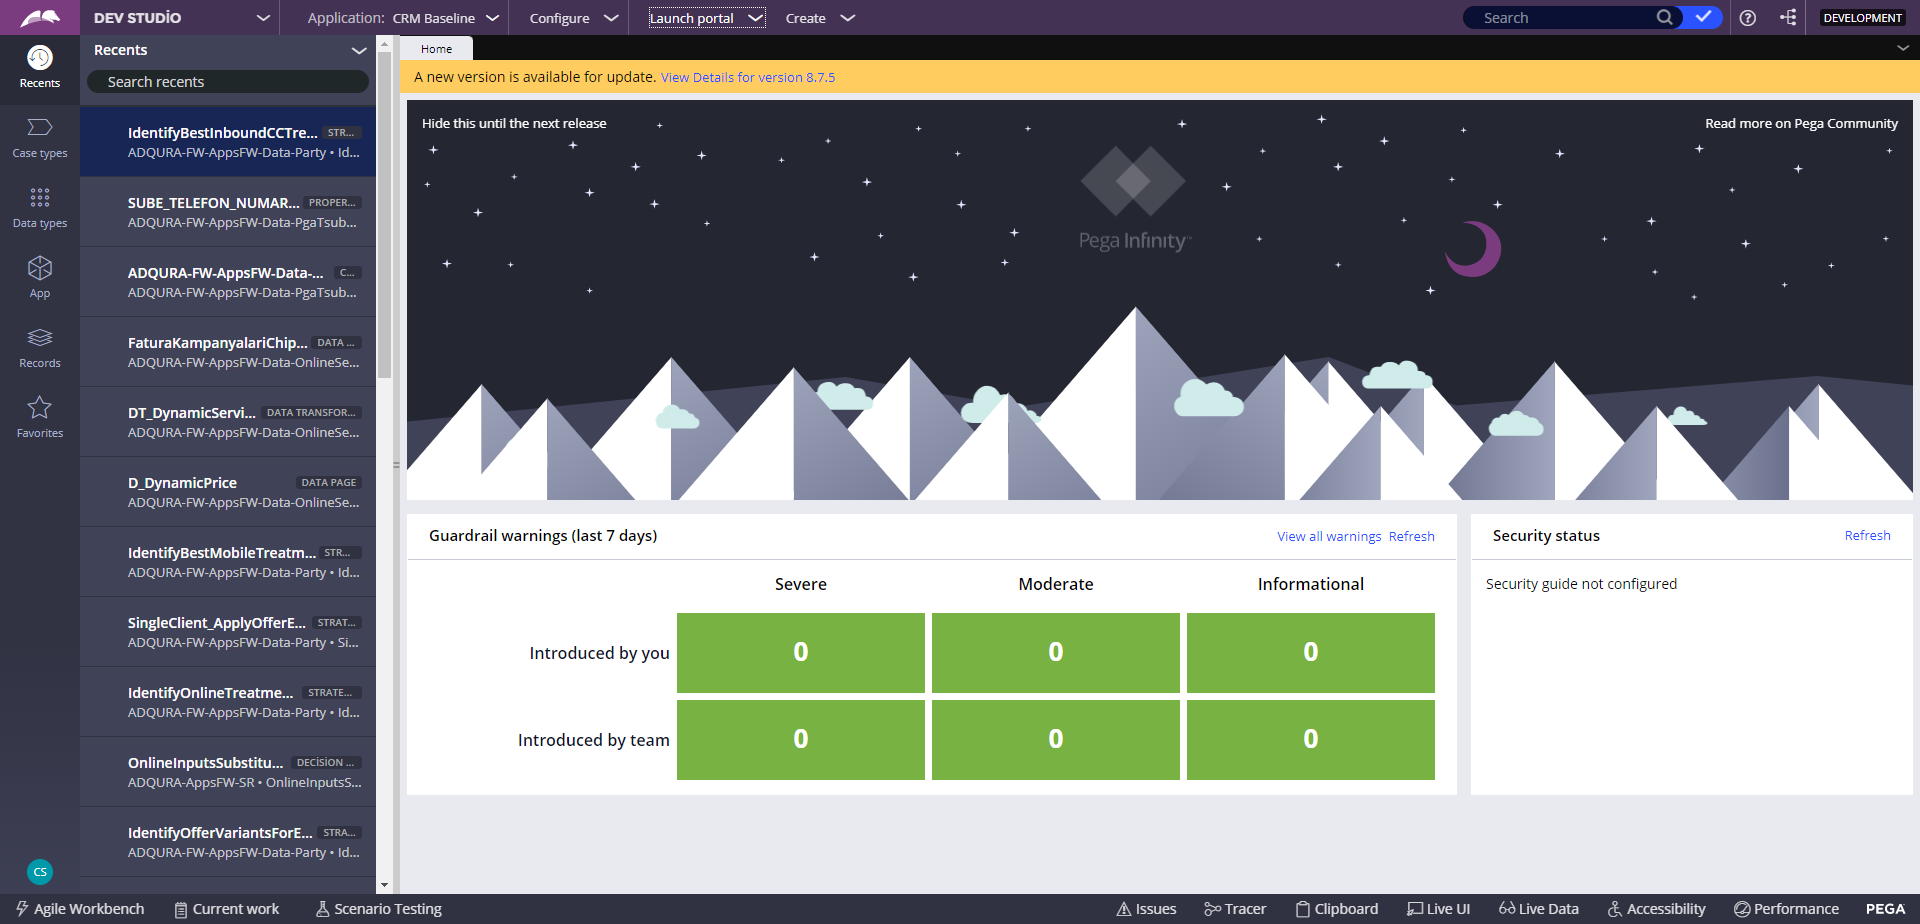 DEV STUDİO
Application: CRM Baseline
Configure
Launch portal
Create
Search
DEVELOPMENT
Recents
Search recents
Recents
Case types
Data types
App
Records
Favorites
CS
IdentifyBestInboundCCTre... STR...
ADQURA-FW-AppsFW-Data-Party • Id...
SUBE_TELEFON_NUMAR... PROPER...
ADQURA-FW-AppsFW-Data-PgaTsub...
ADQURA-FW-AppsFW-Data-... C...
ADQURA-FW-AppsFW-Data-PgaTsub...
FaturaKampanyalariChip... DATA ...
ADQURA-FW-AppsFW-Data-OnlineSe...
DT_DynamicServi... DATA TRANSFOR...
ADQURA-FW-AppsFW-Data-OnlineSe...
D_DynamicPrice DATA PAGE
ADQURA-FW-AppsFW-Data-OnlineSe...
IdentifyBestMobileTreatm... STR...
ADQURA-FW-AppsFW-Data-Party • Id...
SingleClient_ApplyOfferE... STRAT...
ADQURA-FW-AppsFW-Data-Party • Si...
IdentifyOnlineTreatme... STRATE...
ADQURA-FW-AppsFW-Data-Party • Id...
OnlineInputsSubstitu... DECİSİON ...
ADQURA-AppsFW-SR • OnlineInputsS...
IdentifyOfferVariantsForE... STRA...
ADQURA-FW-AppsFW-Data-Party • Id...
Home
A new version is available for update. View Details for version 8.7.5
Hide this until the next release
Read more on Pega Community
Pega Infinity™
Guardrail warnings (last 7 days)
View all warnings Refresh
Severe Moderate Informational
Introduced by you 0 0 0
Introduced by team 0 0 0
Security status
Refresh
Security guide not configured
Agile Workbench
Current work
Scenario Testing
Issues
Tracer
Clipboard
Live UI
Live Data
Accessibility
Performance
PEGA